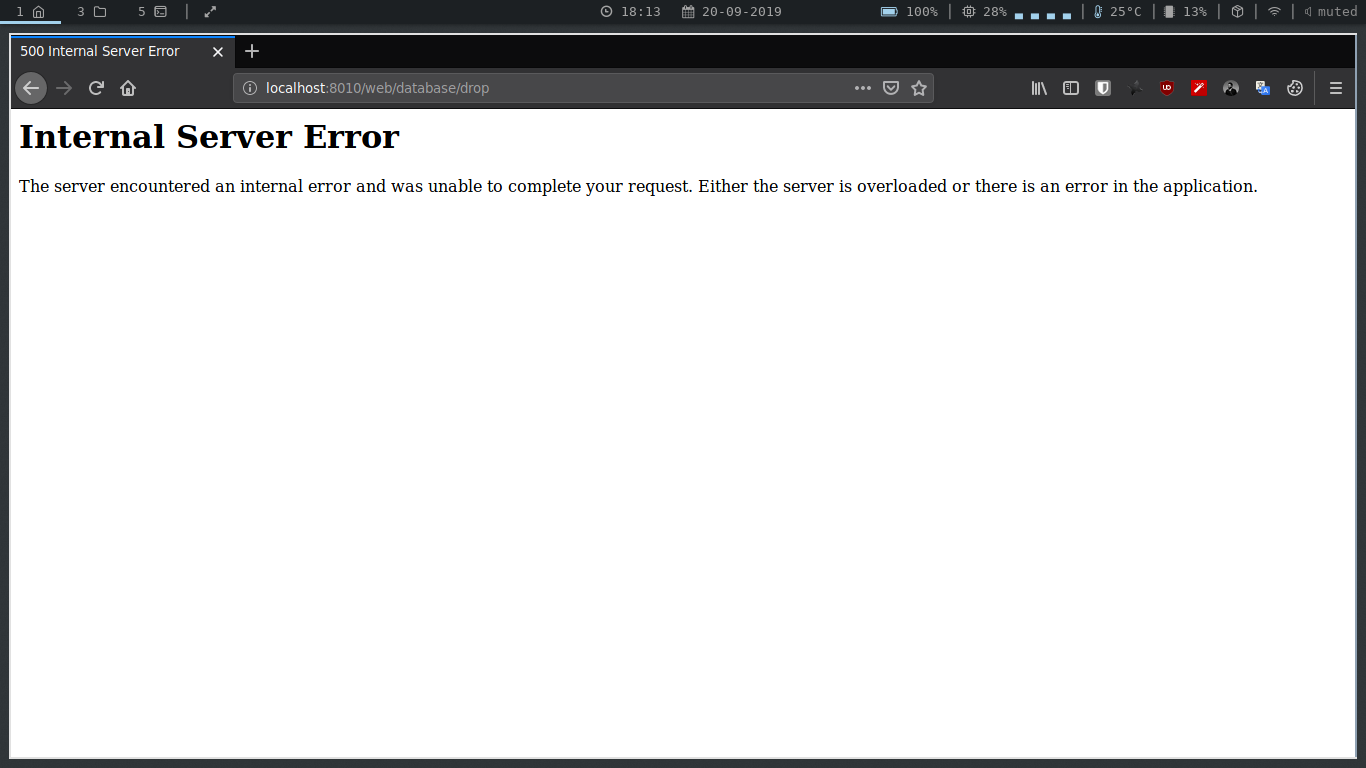 1 3 5 | 18:13 20-09-2019 100% | 28% | 25°C | 13% | | | muted
500 Internal Server Error
localhost:8010/web/database/drop
Internal Server Error
The server encountered an internal error and was unable to complete your request. Either the server is overloaded or there is an error in the application.